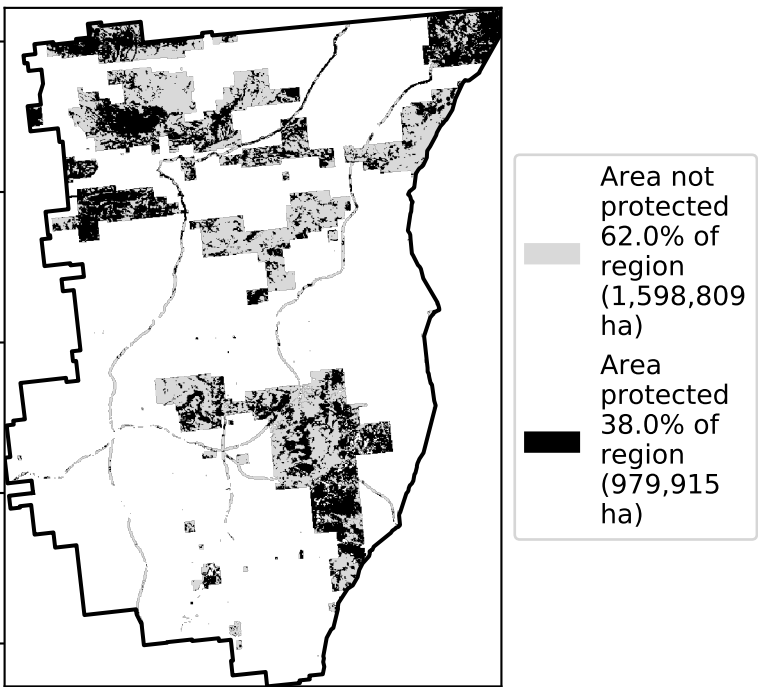 Area not
protected
62.0% of
region
(1,598,809
ha)
Area
protected
38.0% of
region
(979,915
ha)